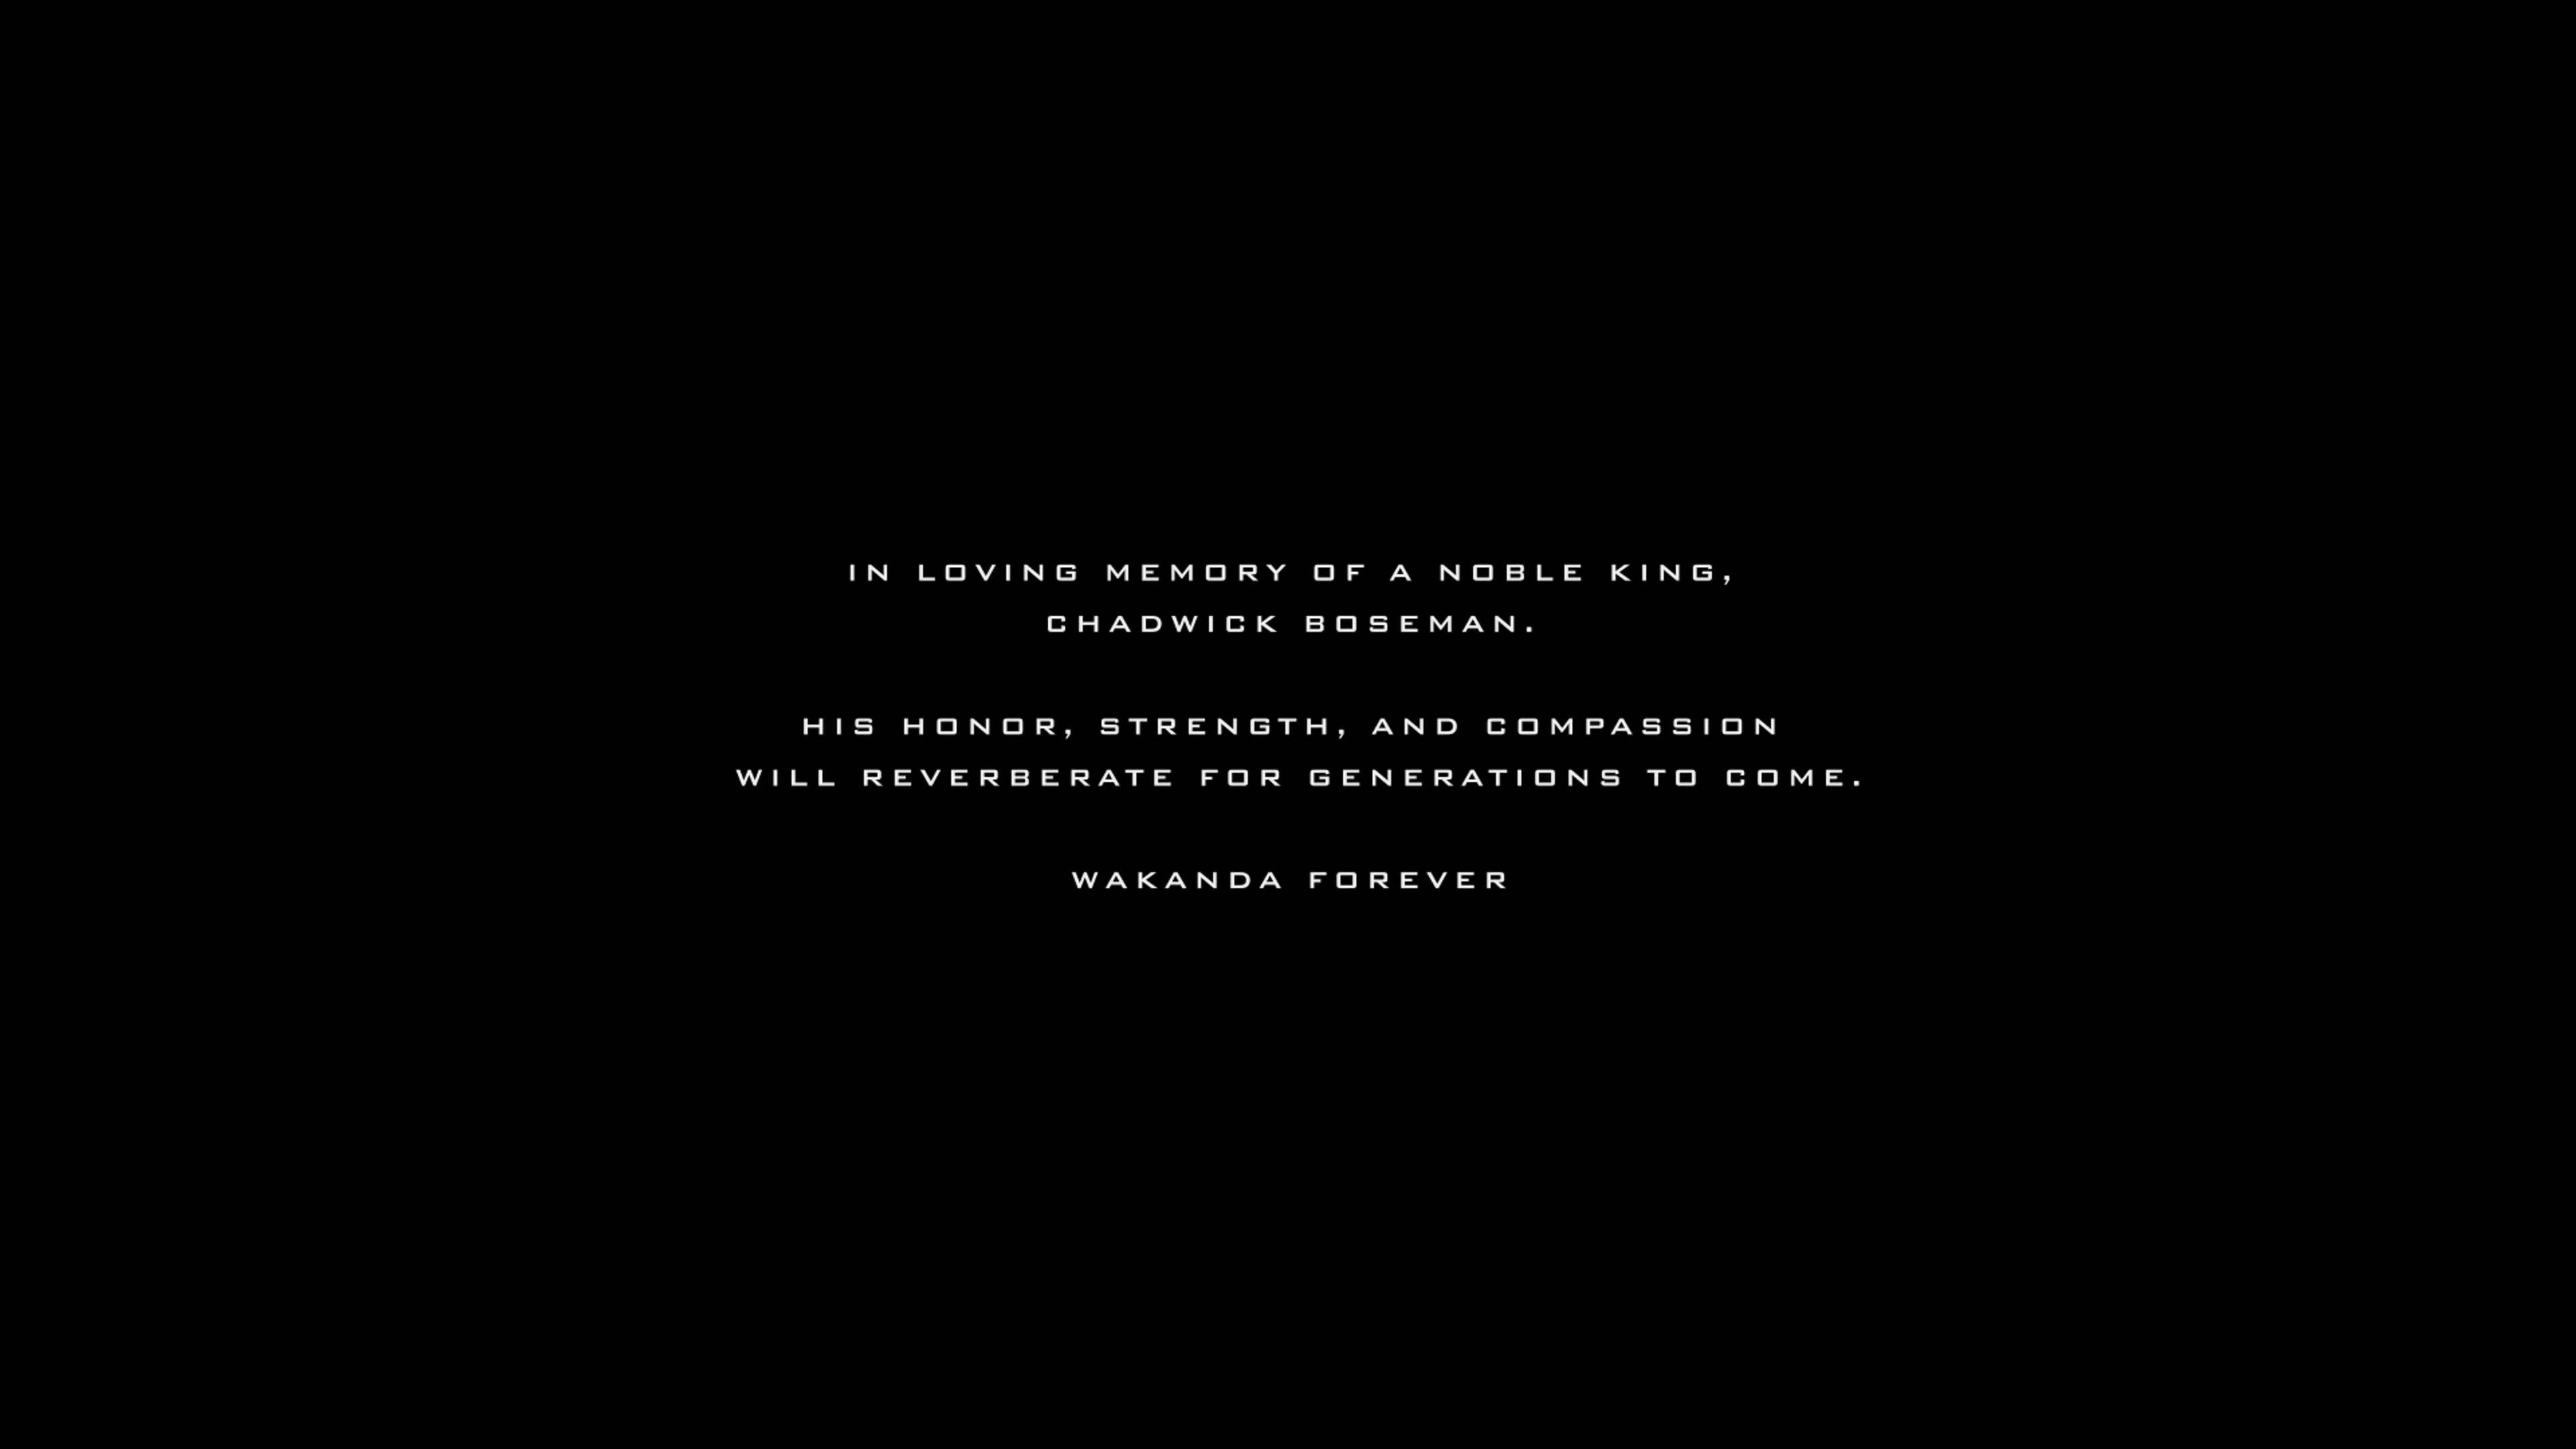 IN LOVING MEMORY OF A NOBLE KING,
CHADWICK BOSEMAN.
HIS HONOR, STRENGTH, AND COMPASSION
WILL REVERBERATE FOR GENERATIONS TO COME.
WAKANDA FOREVER